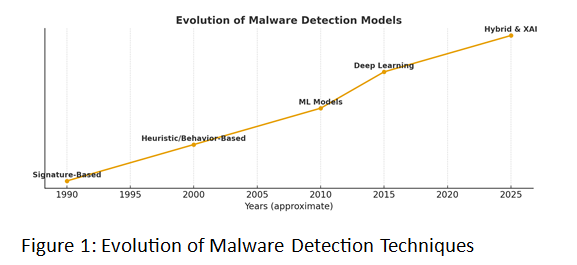 Evolution of Malware Detection Models
Hybrid & XAI
Deep Learning
ML Models
Heuristic/Behavior-Based
Signature-Based
1990 1995 2000 2005 2010 2015 2020 2025
Years (approximate)
Figure 1: Evolution of Malware Detection Techniques